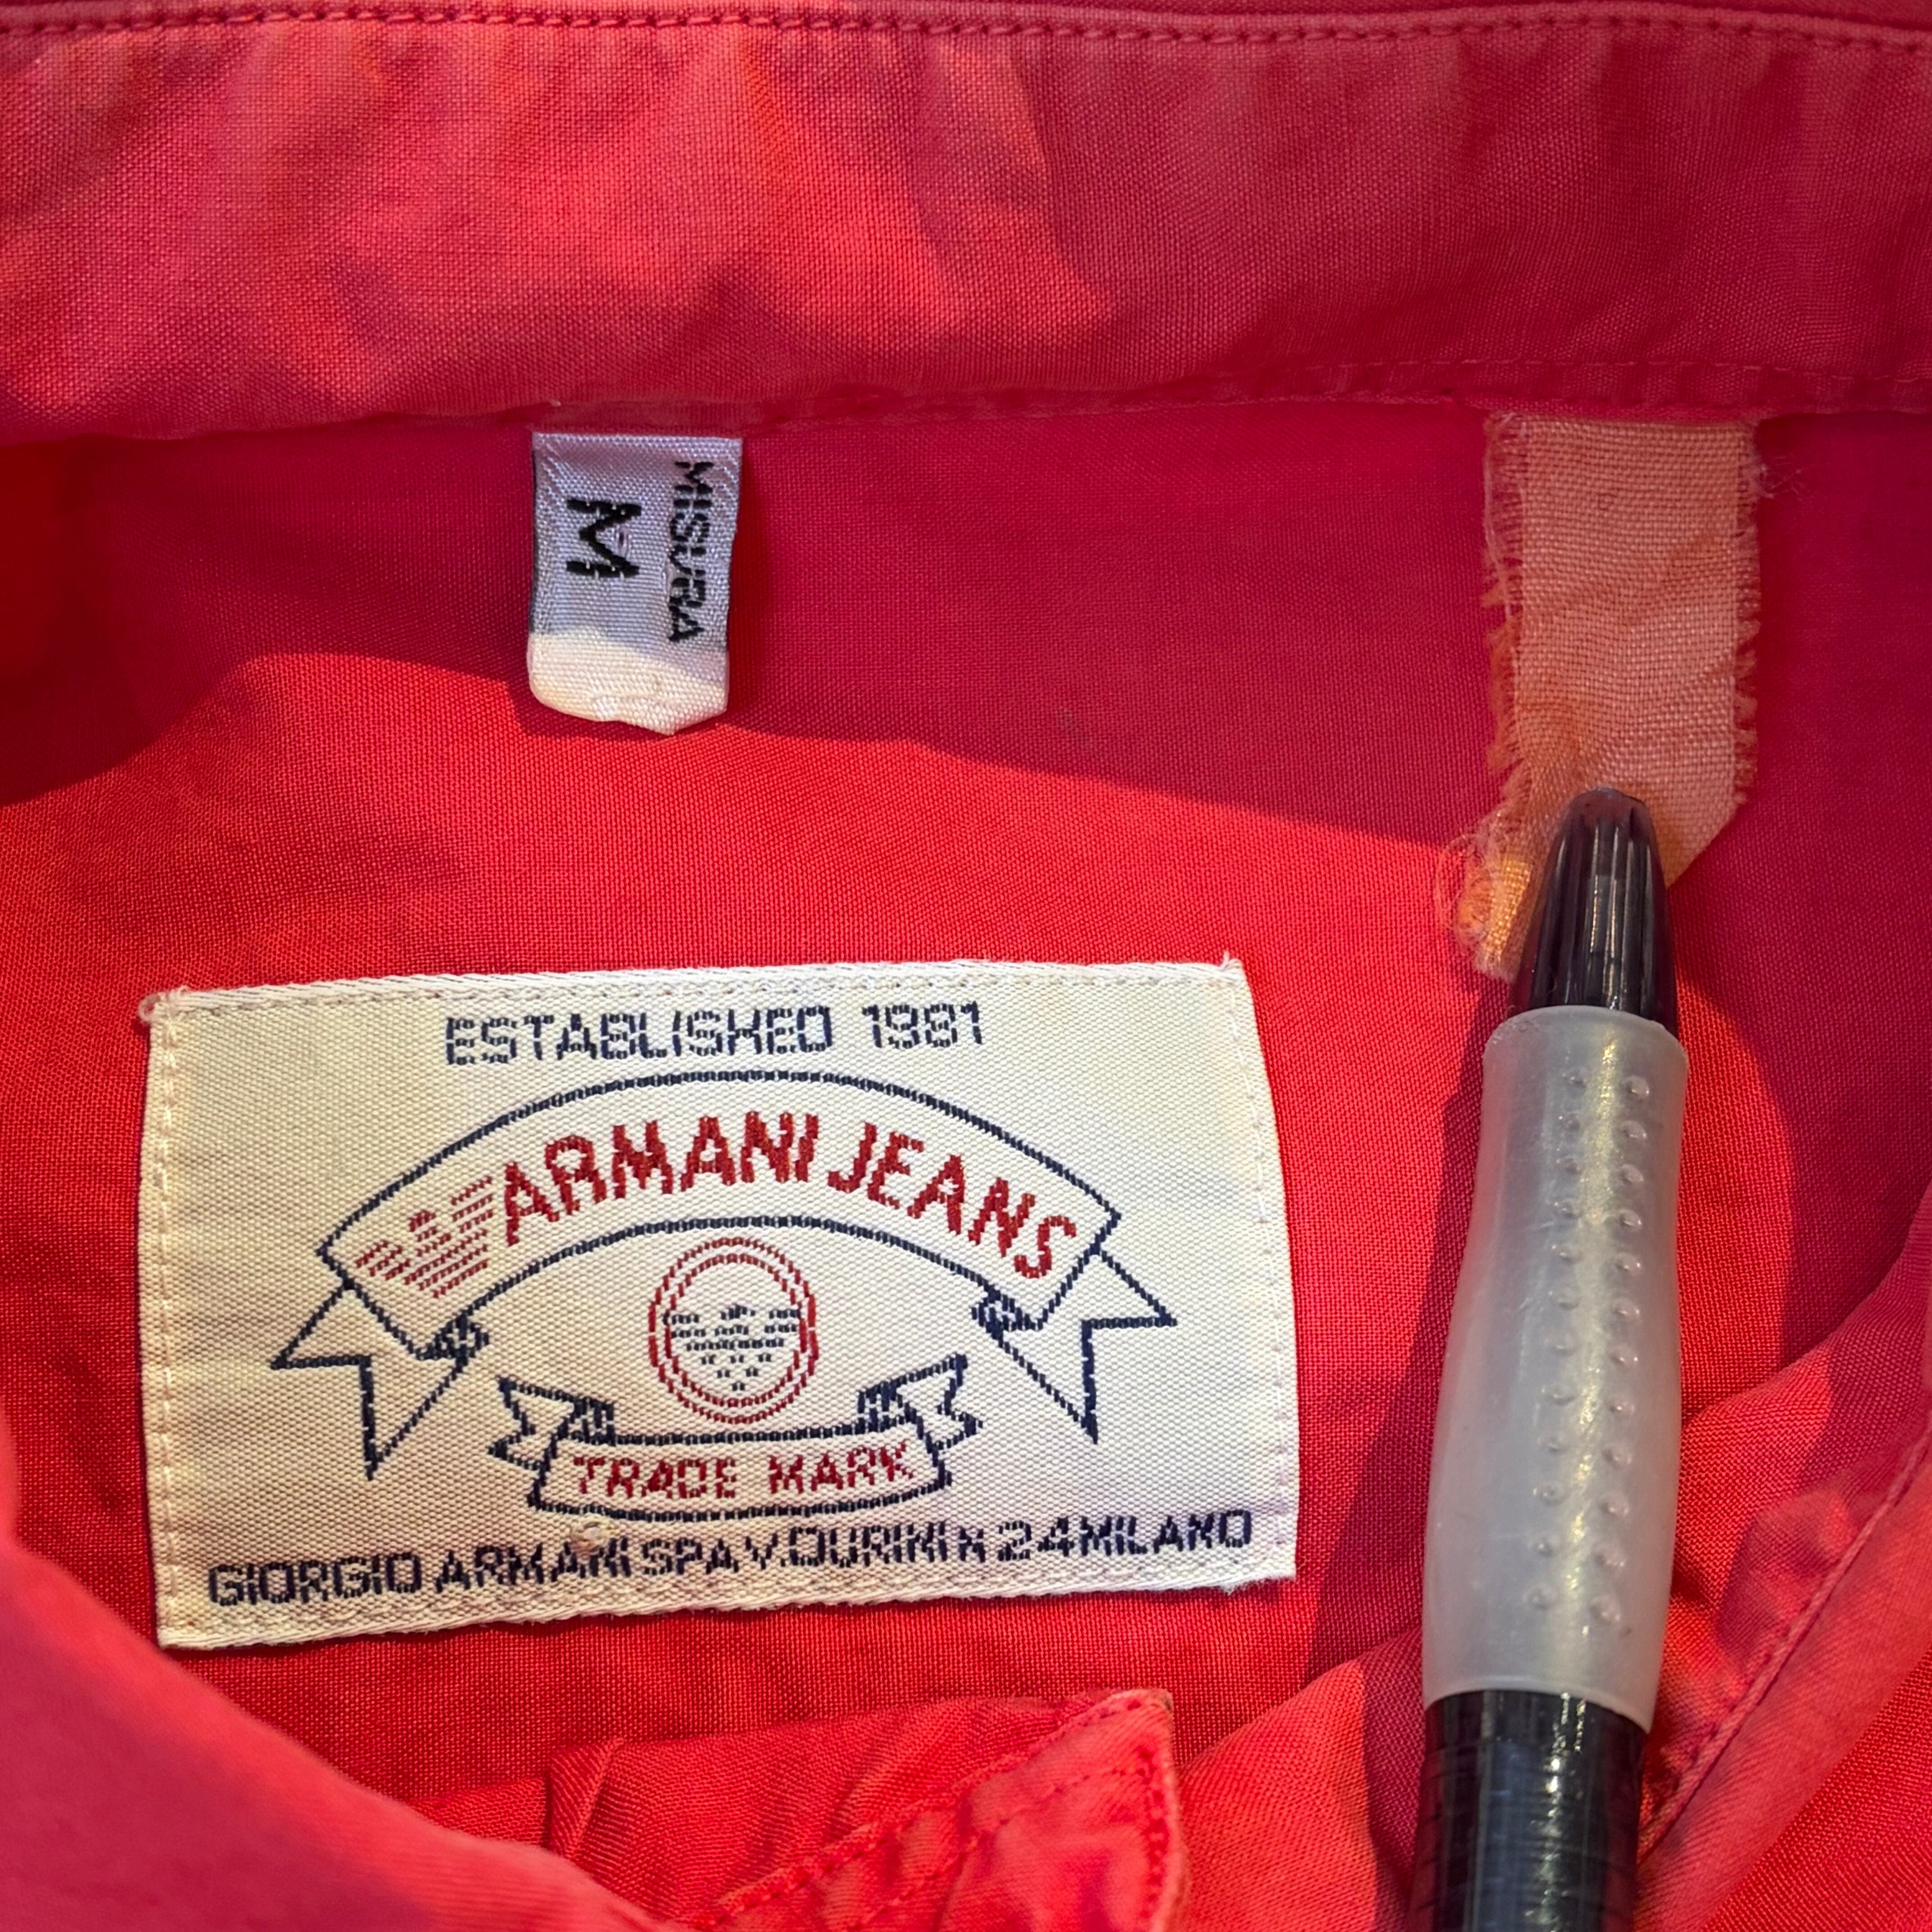 MISURA
M
ESTABLISHED 1981
ARMANI JEANS
TRADE MARK
GIORGIO ARMANI SPA V.DURINI N 24 MILANO